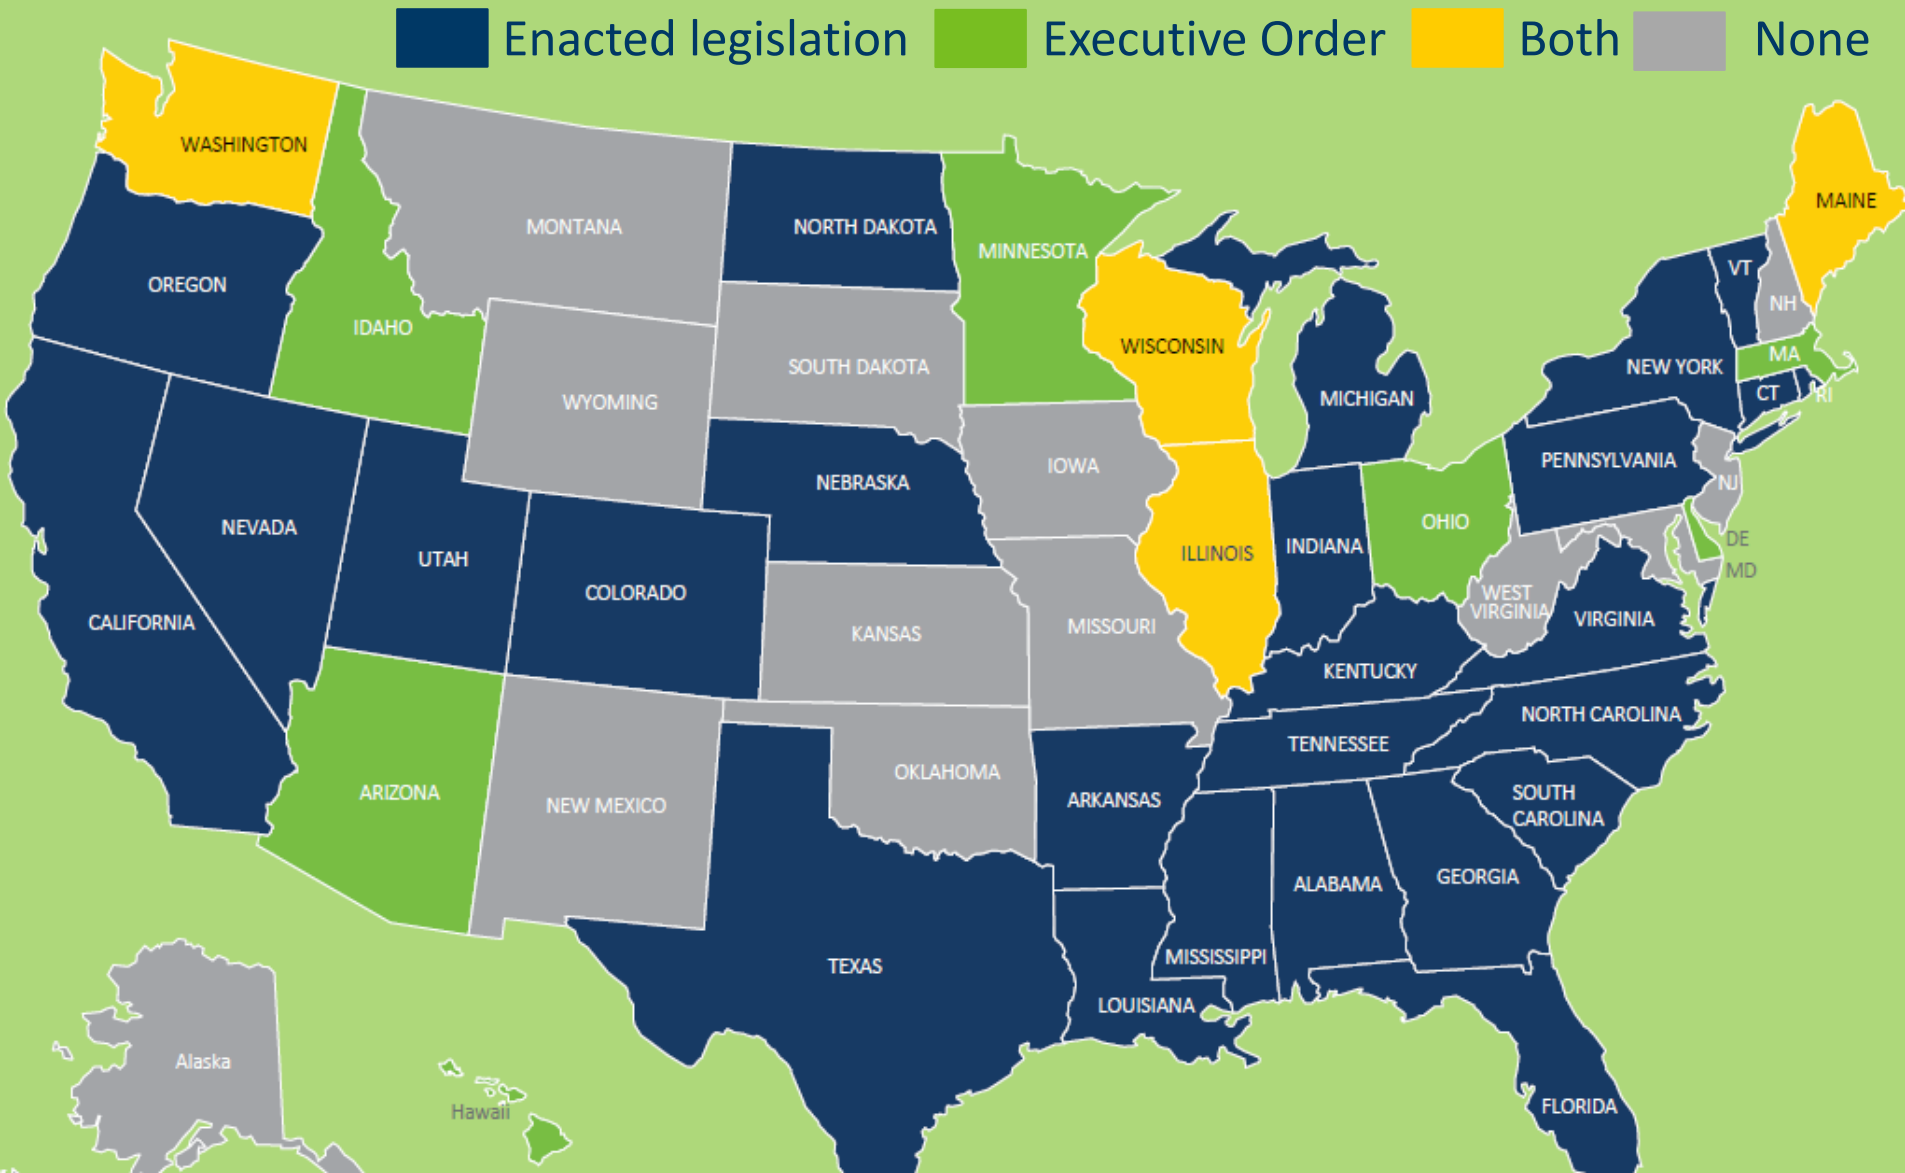 Enacted legislation
Executive Order
Both
None
WASHINGTON
MAINE
MONTANA
NORTH DAKOTA
MINNESOTA
VT
OREGON
NH
IDAHO
WISCONSIN
MA
SOUTH DAKOTA
NEW YORK
WYOMING
MICHIGAN
CT
RI
IOWA
PENNSYLVANIA
NEBRASKA
NJ
NEVADA
OHIO
DE
UTAH
ILLINOIS
INDIANA
MD
COLORADO
WEST
VIRGINIA
CALIFORNIA
KANSAS
MISSOURI
VIRGINIA
KENTUCKY
NORTH CAROLINA
TENNESSEE
ARIZONA
NEW MEXICO
OKLAHOMA
ARKANSAS
SOUTH
CAROLINA
ALABAMA
GEORGIA
TEXAS
MISSISSIPPI
LOUISIANA
Alaska
Hawaii
FLORIDA